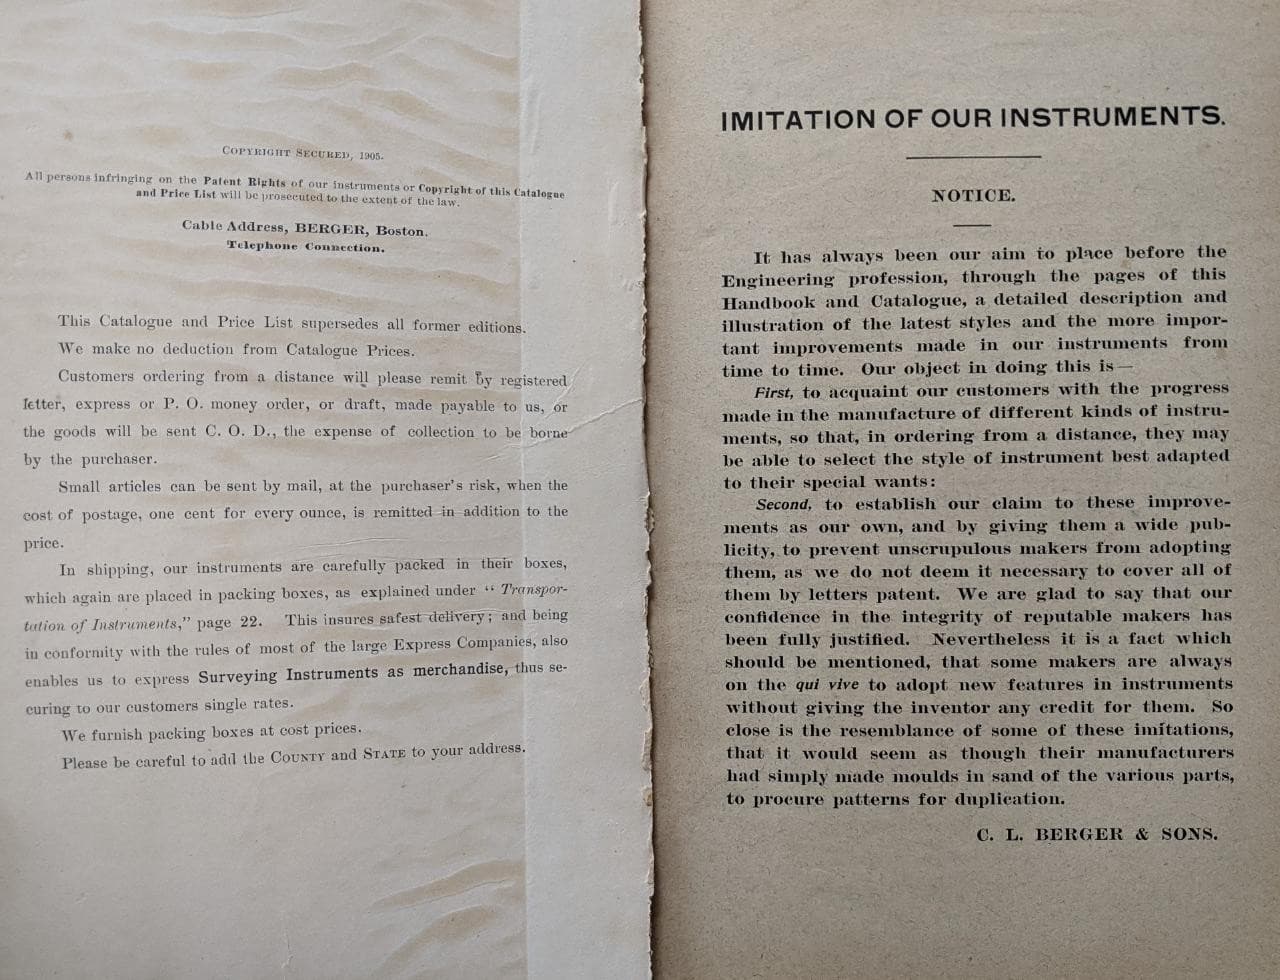 COPYRIGHT SECURED, 1905.
All persons infringing on the Patent Rights of our instruments or Copyright of this Catalogue
and Price List will be prosecuted to the extent of the law.
Cable Address, BERGER, Boston.
Telephone Connection.
This Catalogue and Price List supersedes all former editions.
We make no deduction from Catalogue Prices.
Customers ordering from a distance will please remit by registered
letter, express or P. O. money order, or draft, made payable to us, or
the goods will be sent C. O. D., the expense of collection to be borne
by the purchaser.
Small articles can be sent by mail, at the purchaser's risk, when the
cost of postage, one cent for every ounce, is remitted in addition to the
price.
In shipping, our instruments are carefully packed in their boxes,
which again are placed in packing boxes, as explained under “ Transpor-
tation of Instruments,” page 22. This insures safest delivery; and being
in conformity with the rules of most of the large Express Companies, also
enables us to express Surveying Instruments as merchandise, thus se-
curing to our customers single rates.
We furnish packing boxes at cost prices.
Please be careful to add the COUNTY and STATE to your address.
IMITATION OF OUR INSTRUMENTS.
NOTICE.
It has always been our aim to place before the
Engineering profession, through the pages of this
Handbook and Catalogue, a detailed description and
illustration of the latest styles and the more impor-
tant improvements made in our instruments from
time to time. Our object in doing this is—
First, to acquaint our customers with the progress
made in the manufacture of different kinds of instru-
ments, so that, in ordering from a distance, they may
be able to select the style of instrument best adapted
to their special wants:
Second, to establish our claim to these improve-
ments as our own, and by giving them a wide pub-
licity, to prevent unscrupulous makers from adopting
them, as we do not deem it necessary to cover all of
them by letters patent. We are glad to say that our
confidence in the integrity of reputable makers has
been fully justified. Nevertheless it is a fact which
should be mentioned, that some makers are always
on the qui vive to adopt new features in instruments
without giving the inventor any credit for them. So
close is the resemblance of some of these imitations,
that it would seem as though their manufacturers
had simply made moulds in sand of the various parts,
to procure patterns for duplication.
C. L. BERGER & SONS.